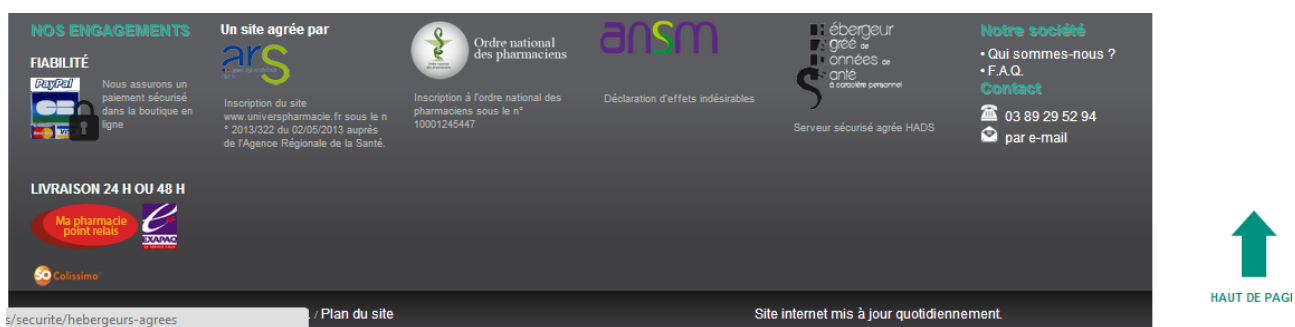 NOS ENGAGEMENTS
FIABILITÉ
PayPal
CB
VISA
Nous assurons un
paiement sécurisé
dans la boutique en
ligne
LIVRAISON 24 H OU 48 H
Ma pharmacie
point relais
EXAPAQ
SO Colissimo
Un site agrée par
ars
Inscription du site
www.universpharmacie.fr sous le n
° 2013/322 du 02/05/2013 auprés
de l'Agence Régionale de la Santé.
Ordre national
des pharmaciens
Inscription à l'ordre national des
pharmaciens sous le n°
10001245447
ansm
Déclaration d'effets indésirables
ébergeur
gréé de
onnées de
anté
à caractère personnel
Serveur sécurisé agrée HADS
Notre société
• Qui sommes-nous ?
• F.A.Q.
Contact
03 89 29 52 94
par e-mail
HAUT DE PAG
s/securite/hebergeurs-agrees
/ Plan du site
Site internet mis à jour quotidiennement.